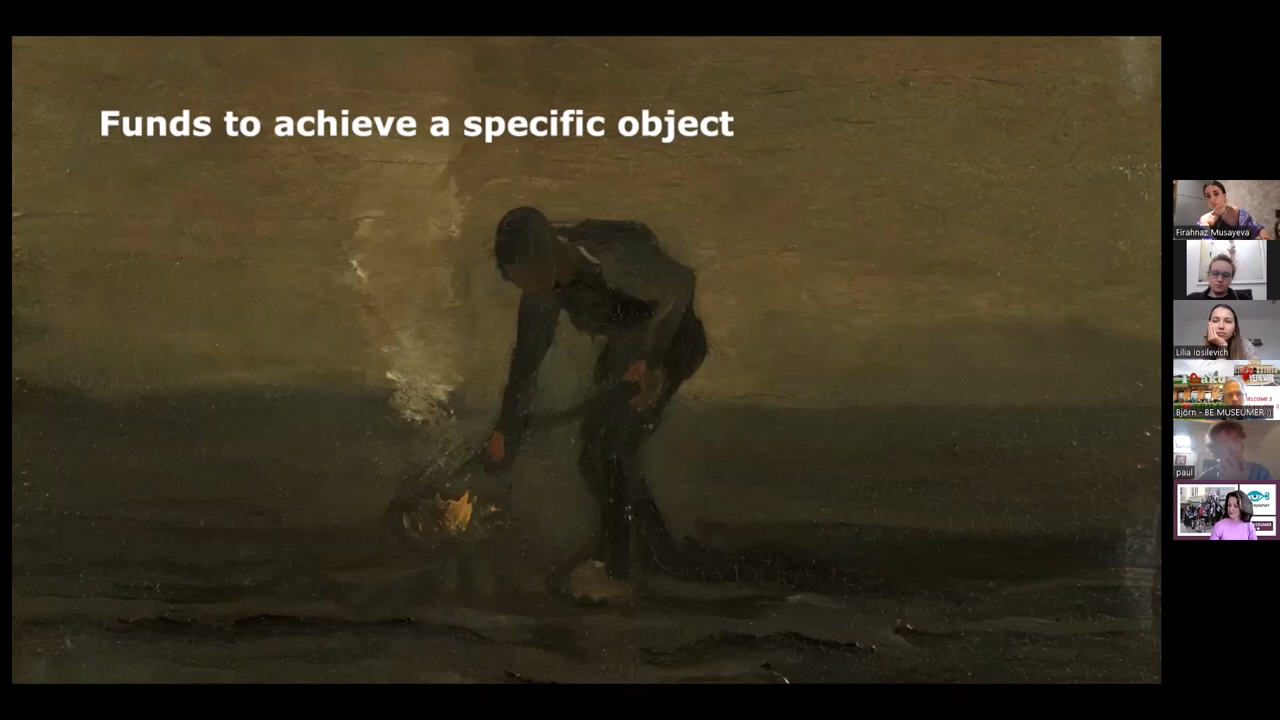 Funds to achieve a specific object
Firahnaz Musayeva
Lilia Iosilevich
Björn - BE MUSEUMER :)
paul